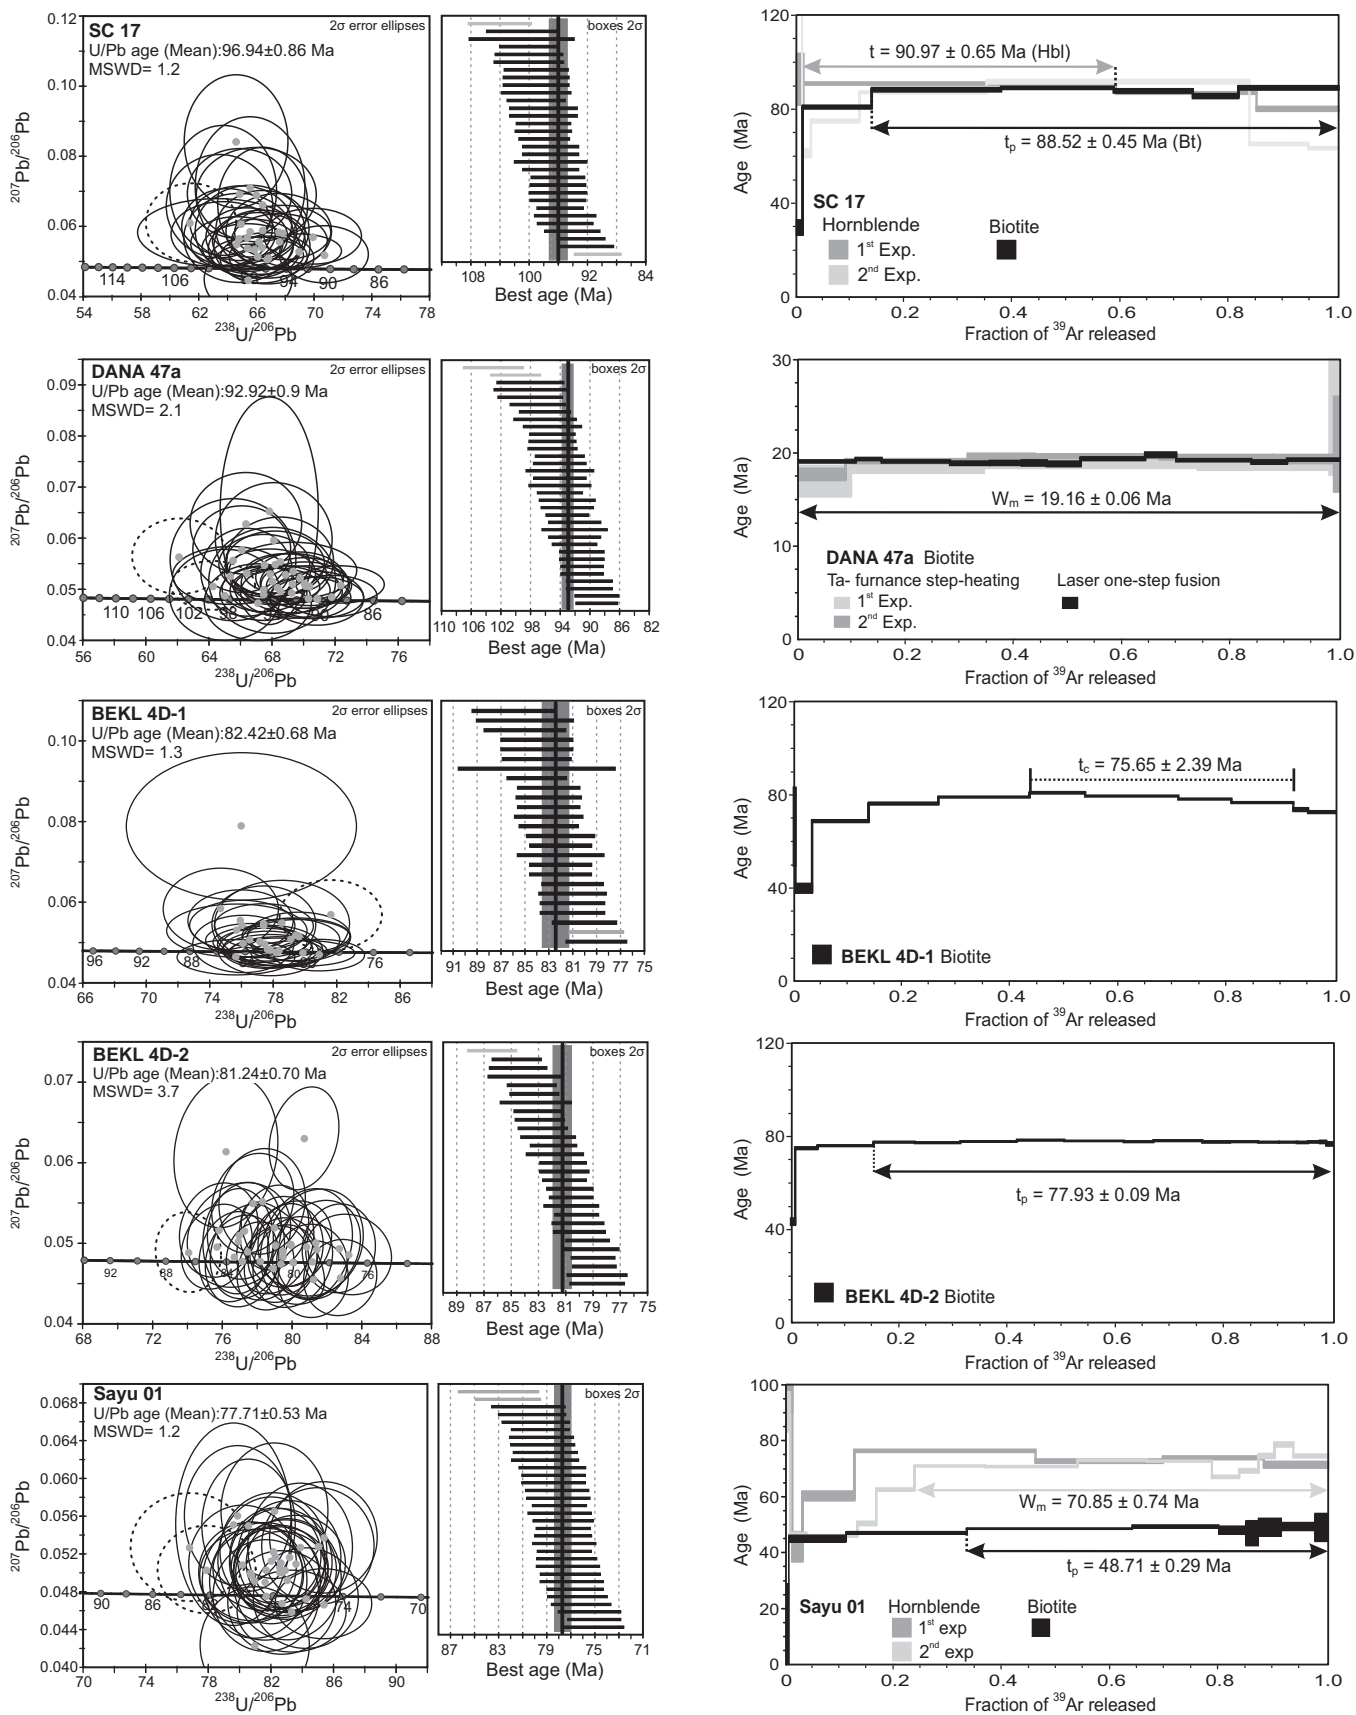 SC 17
2σ error ellipses
U/Pb age (Mean):96.94±0.86 Ma
MSWD= 1.2
0.12
0.10
0.08
0.06
0.04
207Pb/206Pb
114 106 94 90 86
54 58 62 66 70 74 78
238U/206Pb
boxes 2σ
108 100 92 84
Best age (Ma)
120
80
40
0
Age (Ma)
t = 90.97 ± 0.65 Ma (Hbl)
tp = 88.52 ± 0.45 Ma (Bt)
SC 17
Hornblende Biotite
1st Exp.
2nd Exp.
0 0.2 0.4 0.6 0.8 1.0
Fraction of 39Ar released
DANA 47a
2σ error ellipses
U/Pb age (Mean):92.92±0.9 Ma
MSWD= 2.1
0.09
0.08
0.07
0.06
0.05
0.04
207Pb/206Pb
110 106 102 98 90 86
56 60 64 68 72 76
238U/206Pb
boxes 2σ
110 106 102 98 94 90 86 82
Best age (Ma)
30
20
10
0
Age (Ma)
Wm = 19.16 ± 0.06 Ma
DANA 47a Biotite
Ta- furnance step-heating Laser one-step fusion
1st Exp.
2nd Exp.
0 0.2 0.4 0.6 0.8 1.0
Fraction of 39Ar released
BEKL 4D-1
2σ error ellipses
U/Pb age (Mean):82.42±0.68 Ma
MSWD= 1.3
0.10
0.08
0.06
0.04
207Pb/206Pb
96 92 88 76
66 70 74 78 82 86
238U/206Pb
boxes 2σ
91 89 87 85 83 81 79 77 75
Best age (Ma)
120
80
40
0
Age (Ma)
tc = 75.65 ± 2.39 Ma
BEKL 4D-1 Biotite
0 0.2 0.4 0.6 0.8 1.0
Fraction of 39Ar released
BEKL 4D-2
2σ error ellipses
U/Pb age (Mean):81.24±0.70 Ma
MSWD= 3.7
0.07
0.06
0.05
0.04
207Pb/206Pb
92 88 84 80 76
68 72 76 80 84 88
238U/206Pb
boxes 2σ
89 87 85 83 81 79 77 75
Best age (Ma)
120
80
40
0
Age (Ma)
tp = 77.93 ± 0.09 Ma
BEKL 4D-2 Biotite
0 0.2 0.4 0.6 0.8 1.0
Fraction of 39Ar released
Sayu 01
2σ error ellipses
U/Pb age (Mean):77.71±0.53 Ma
MSWD= 1.2
0.068
0.064
0.060
0.056
0.052
0.048
0.044
0.040
207Pb/206Pb
90 86 82 74 70
70 74 78 82 86 90
238U/206Pb
boxes 2σ
87 83 79 75 71
Best age (Ma)
100
80
60
40
20
0
Age (Ma)
Wm = 70.85 ± 0.74 Ma
tp = 48.71 ± 0.29 Ma
Sayu 01 Hornblende Biotite
1st exp
2nd exp
0 0.2 0.4 0.6 0.8 1.0
Fraction of 39Ar released